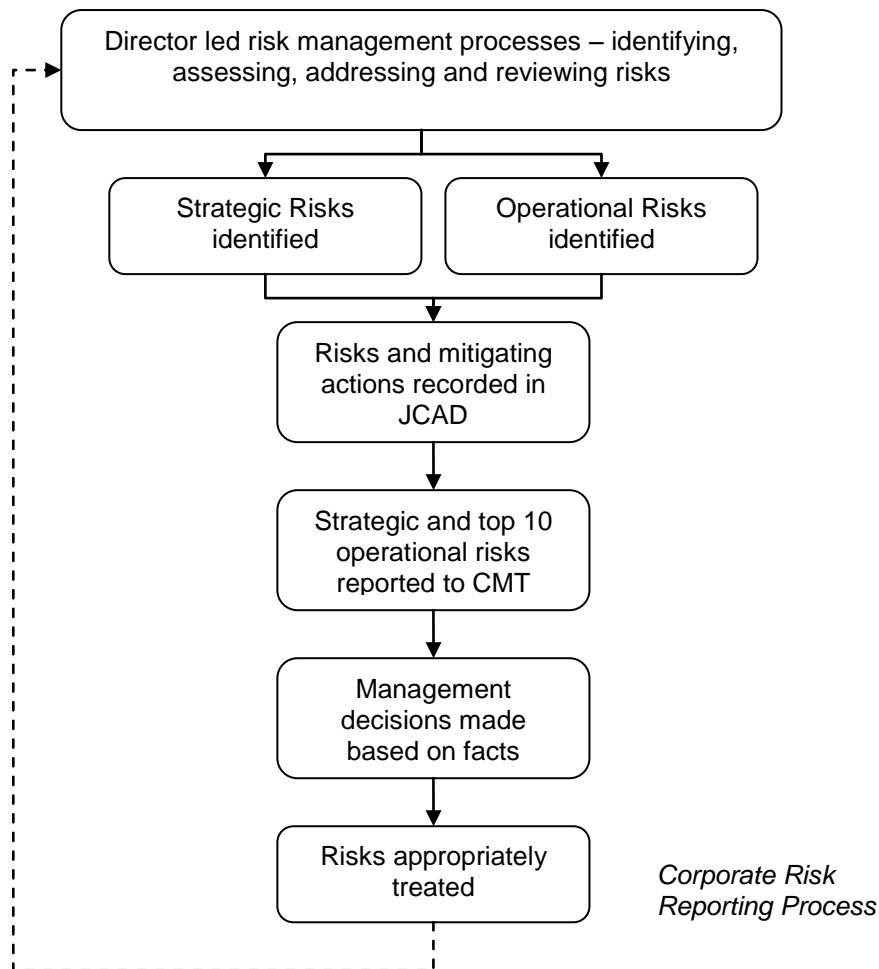 Director led risk management processes – identifying,
assessing, addressing and reviewing risks
Strategic Risks
identified
Operational Risks
identified
Risks and mitigating
actions recorded in
JCAD
Strategic and top 10
operational risks
reported to CMT
Management
decisions made
based on facts
Risks appropriately
treated
Corporate Risk
Reporting Process